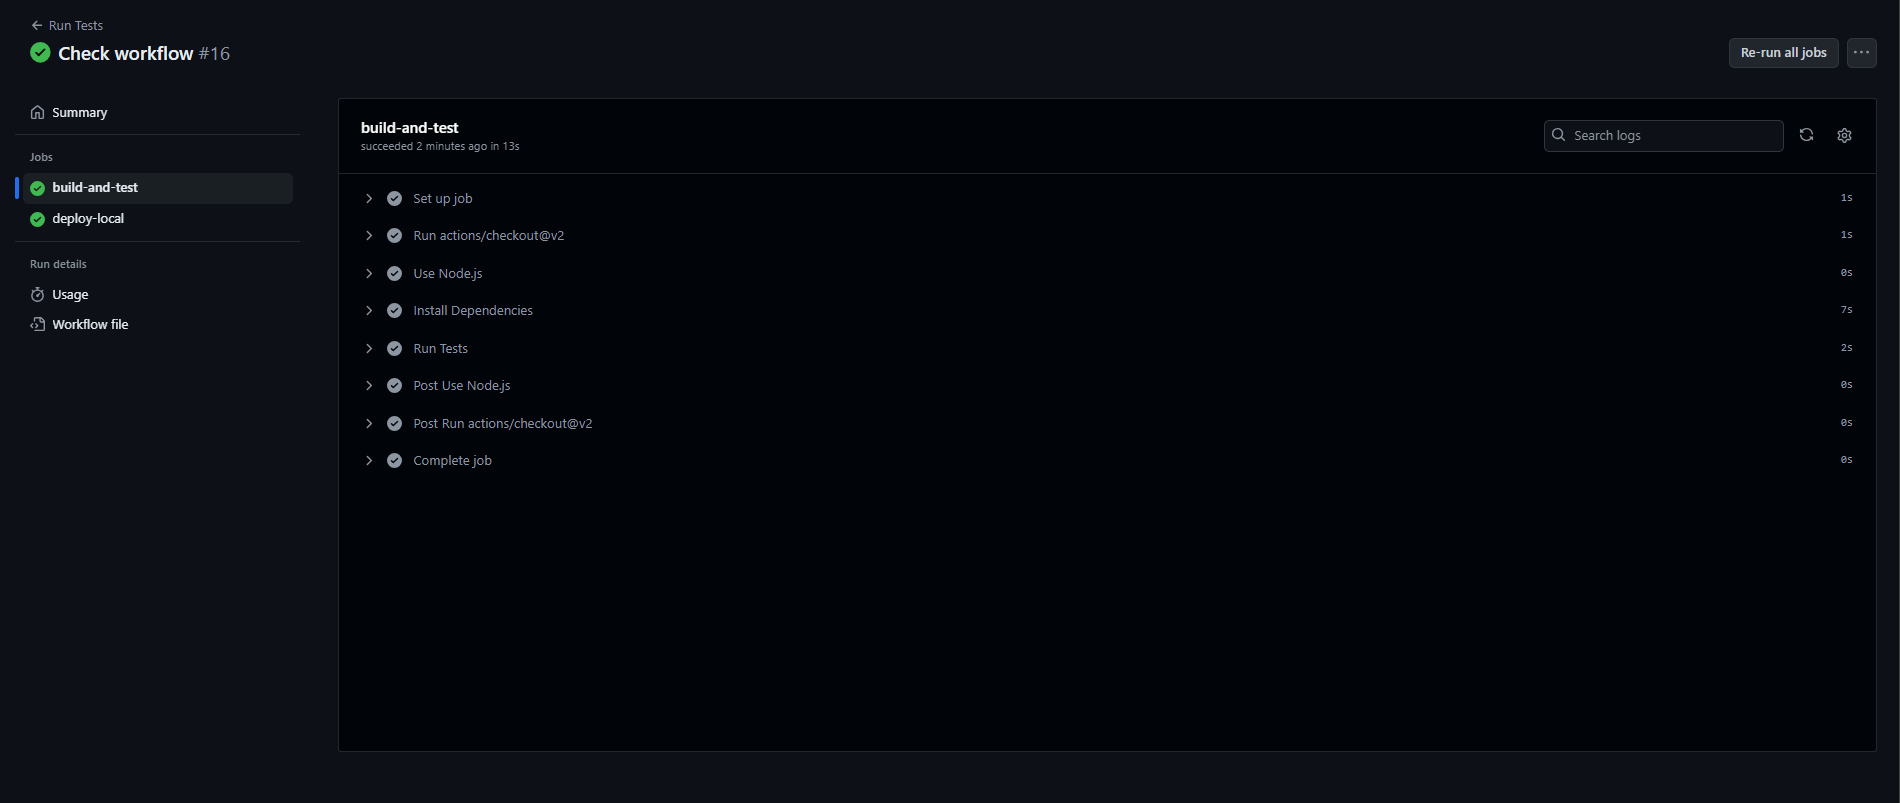 Run Tests
Check workflow #16
Re-run all jobs
Summary
Jobs
build-and-test
deploy-local
Run details
Usage
Workflow file
build-and-test
succeeded 2 minutes ago in 13s
Search logs
Set up job 1s
Run actions/checkout@v2 1s
Use Node.js 0s
Install Dependencies 7s
Run Tests 2s
Post Use Node.js 0s
Post Run actions/checkout@v2 0s
Complete job 0s